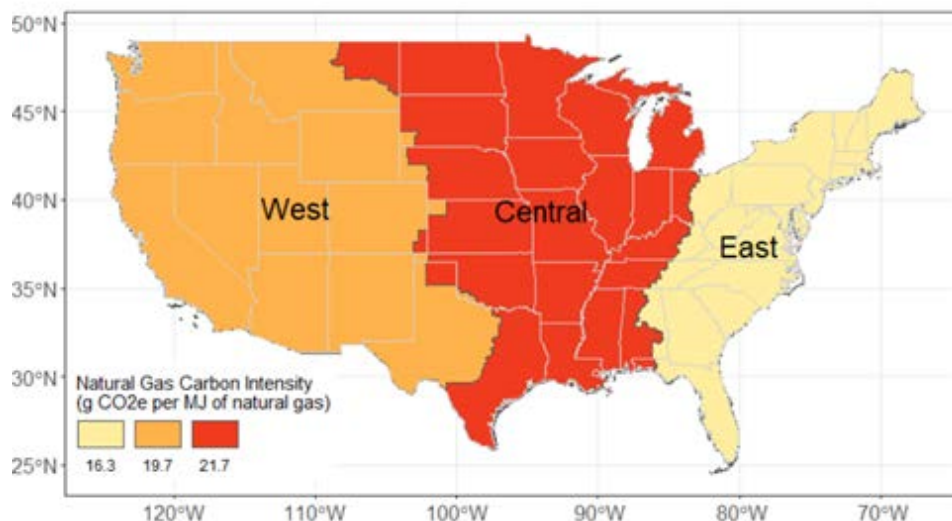 50°N
45°N
40°N
35°N
30°N
25°N
West
Central
East
Natural Gas Carbon Intensity
(g CO2e per MJ of natural gas)
16.3 19.7 21.7
120°W 110°W 100°W 90°W 80°W 70°W